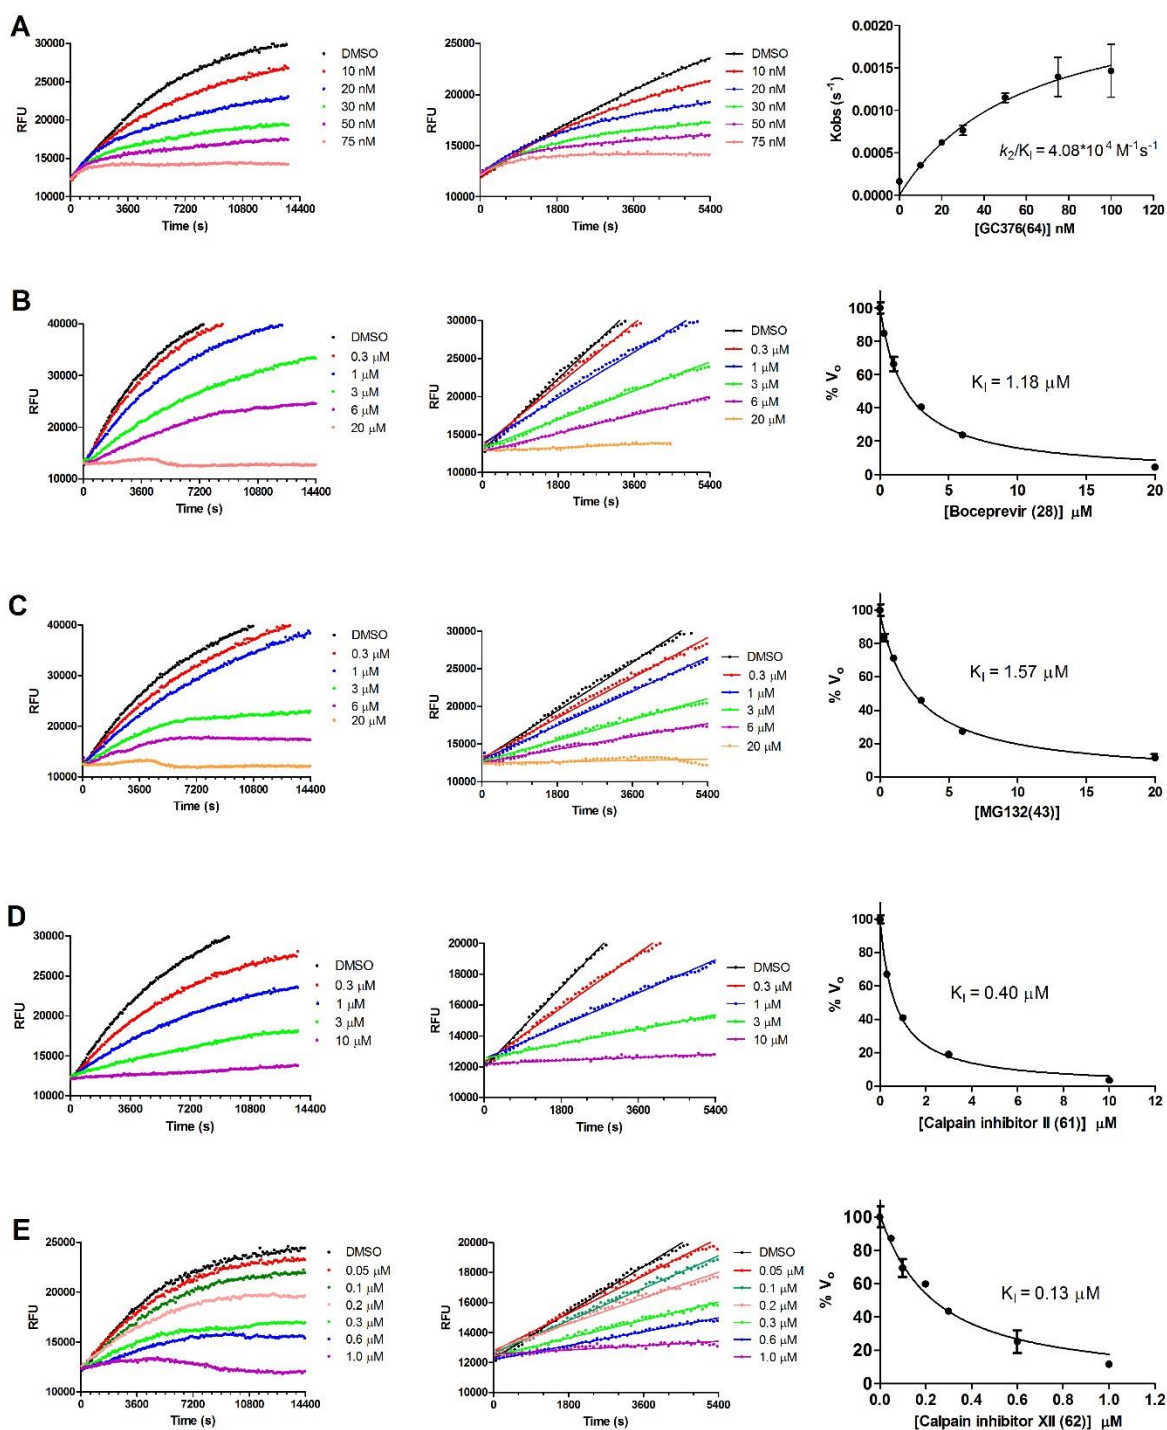 A
RFU
30000
25000
20000
15000
10000
0
3600
7200
10800
14400
Time (s)
DMSO
10 nM
20 nM
30 nM
50 nM
75 nM
RFU
25000
20000
15000
10000
0
1800
3600
5400
Time (s)
DMSO
10 nM
20 nM
30 nM
50 nM
75 nM
Kobs (s⁻¹)
0.0020
0.0015
0.0010
0.0005
0.0000
k₂/K_I = 4.08*10⁴ M⁻¹s⁻¹
0
20
40
60
80
100
120
[GC376(64)] nM
B
RFU
40000
30000
20000
10000
0
3600
7200
10800
14400
Time (s)
DMSO
0.3 μM
1 μM
3 μM
6 μM
20 μM
RFU
30000
25000
20000
15000
10000
0
1800
3600
5400
Time (s)
DMSO
0.3 μM
1 μM
3 μM
6 μM
20 μM
% Vₒ
100
80
60
40
20
0
K_I = 1.18 μM
0
5
10
15
20
[Boceprevir (28)] μM
C
RFU
40000
30000
20000
10000
0
3600
7200
10800
14400
Time (s)
DMSO
0.3 μM
1 μM
3 μM
6 μM
20 μM
RFU
30000
25000
20000
15000
10000
0
1800
3600
5400
Time (s)
DMSO
0.3 μM
1 μM
3 μM
6 μM
20 μM
% Vₒ
100
80
60
40
20
0
K_I = 1.57 μM
0
5
10
15
20
[MG132(43)]
D
RFU
30000
25000
20000
15000
10000
0
3600
7200
10800
14400
Time (s)
DMSO
0.3 μM
1 μM
3 μM
10 μM
RFU
20000
18000
16000
14000
12000
10000
0
1800
3600
5400
Time (s)
DMSO
0.3 μM
1 μM
3 μM
10 μM
% Vₒ
100
80
60
40
20
0
K_I = 0.40 μM
0
2
4
6
8
10
12
[Calpain inhibitor II (61)] μM
E
RFU
25000
20000
15000
10000
0
3600
7200
10800
14400
Time (s)
DMSO
0.05 μM
0.1 μM
0.2 μM
0.3 μM
0.6 μM
1.0 μM
RFU
20000
18000
16000
14000
12000
10000
0
1800
3600
5400
Time (s)
DMSO
0.05 μM
0.1 μM
0.2 μM
0.3 μM
0.6 μM
1.0 μM
% Vₒ
100
80
60
40
20
0
K_I = 0.13 μM
0.0
0.2
0.4
0.6
0.8
1.0
1.2
[Calpain inhibitor XII (62)] μM